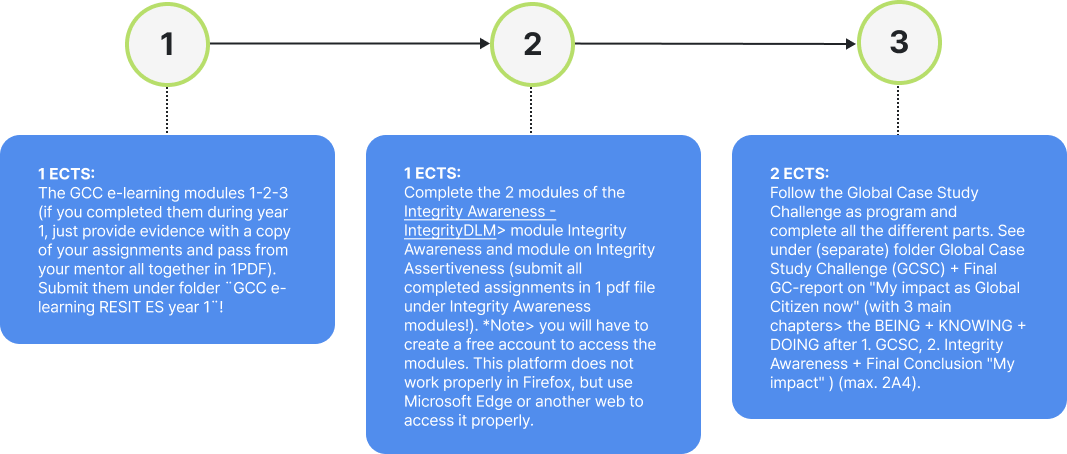 1
2
3
1 ECTS:
The GCC e-learning modules 1-2-3
(if you completed them during year
1, just provide evidence with a copy
of your assignments and pass from
your mentor all together in 1PDF).
Submit them under folder ¨GCC e-
learning RESIT ES year 1¨!
1 ECTS:
Complete the 2 modules of the
Integrity Awareness -
IntegrityDLM> module Integrity
Awareness and module on Integrity
Assertiveness (submit all
completed assignments in 1 pdf file
under Integrity Awareness
modules!). *Note> you will have to
create a free account to access the
modules. This platform does not
work properly in Firefox, but use
Microsoft Edge or another web to
access it properly.
2 ECTS:
Follow the Global Case Study
Challenge as program and
complete all the different parts. See
under (separate) folder Global Case
Study Challenge (GCSC) + Final
GC-report on "My impact as Global
Citizen now" (with 3 main
chapters> the BEING + KNOWING +
DOING after 1. GCSC, 2. Integrity
Awareness + Final Conclusion "My
impact" ) (max. 2A4).